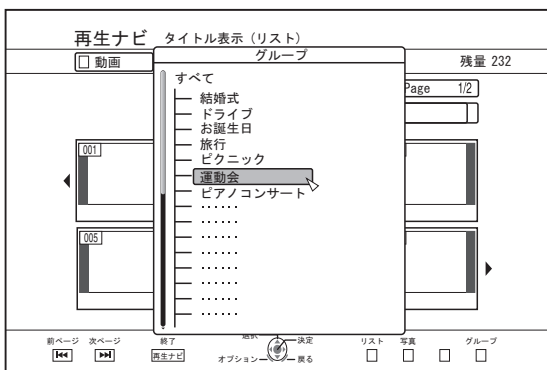 再生ナビ タイトル表示（リスト）
動画
残量 232
グループ
Page 1/2
すべて
結婚式
ドライブ
お誕生日
旅行
ピクニック
運動会
ピアノコンサート
......
......
......
......
......
......
......
......
001
005
前ページ 次ページ 終了 選択 決定 リスト 写真 グループ
再生ナビ オプション 戻る